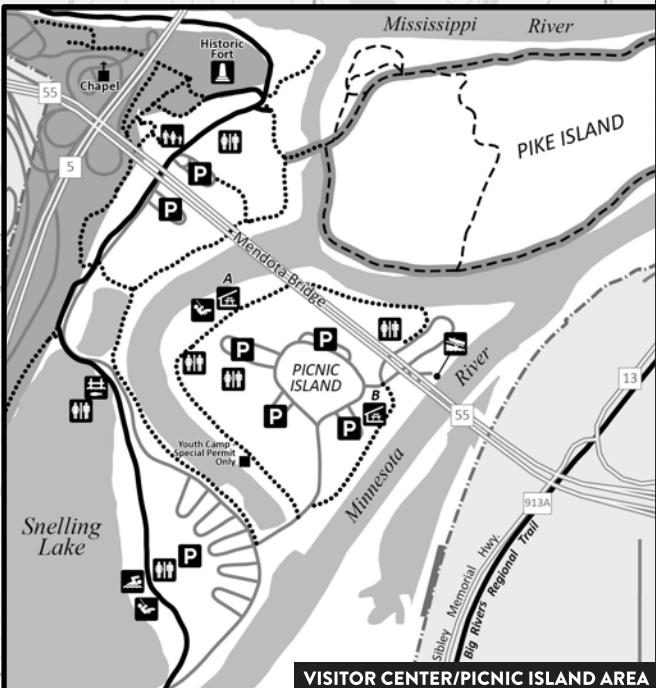 Mississippi River
Historic
Fort
Chapel
55
5
P
P
PIKE ISLAND
Mendota Bridge
A
P
P
PICNIC
ISLAND
B
P
P
River
13
55
Youth Camp -
Special Permit
Only
Minnesota
913A
Snelling
Lake
P
Sibley Memorial Hwy.
Big Rivers Regional Trail
VISITOR CENTER/PICNIC ISLAND AREA